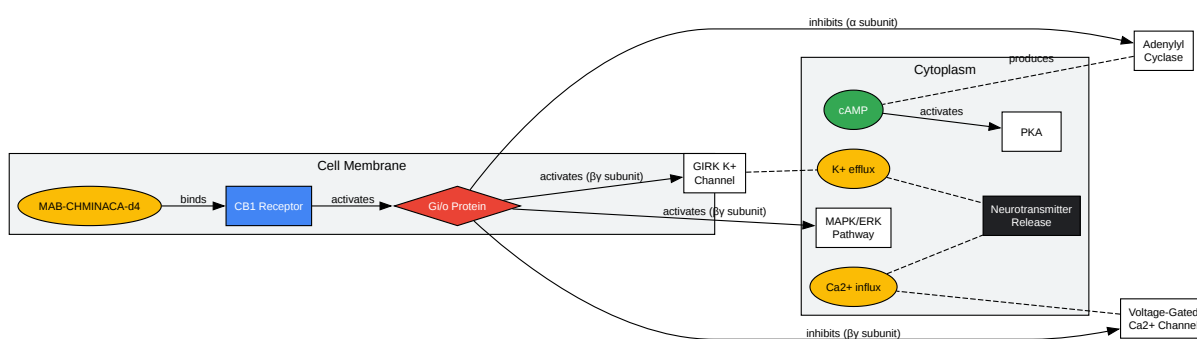 inhibits (α subunit)
Adenylyl
Cyclase
produces
Cytoplasm
cAMP
activates
PKA
Cell Membrane
GIRK K+
Channel
K+ efflux
activates (βγ subunit)
MAB-CHMINACA-d4
binds
CB1 Receptor
activates
Gi/o Protein
activates (βγ subunit)
MAPK/ERK
Pathway
Neurotransmitter
Release
Ca2+ influx
Voltage-Gated
Ca2+ Channel
inhibits (βγ subunit)